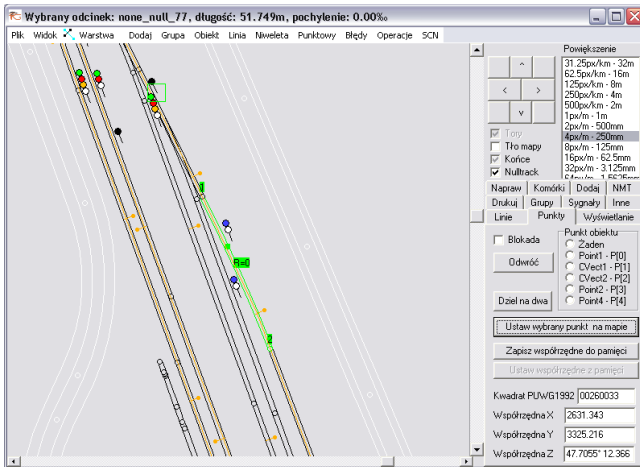 Wybrany odcinek: none_null_77, długość: 51.749m, pochylenie: 0.00‰
Plik Widok Warstwa Dodaj Grupa Obiekt Linia Niweleta Punktowy Błędy Operacje SCN
Powiększenie
31.25px/km - 32m
62.5px/km - 16m
125px/km - 8m
250px/km - 4m
500px/km - 2m
1px/m - 1m
2px/m - 500mm
4px/m - 250mm
8px/m - 125mm
16px/m - 62.5mm
32px/m - 3.125mm
64px/m - 1.5625mm
^
< >
v
Tory
Tło mapy
Końce
Nulltrack
Napraw Komórki Dodaj NMT
Drukuj Grupy Sygnały Inne
Linie Punkty Wyświetlanie
Blokada
Odwróć
Dziel na dwa
Punkt obiektu
Żaden
Point1 - P[0]
CVect1 - P[1]
CVect2 - P[2]
Point2 - P[3]
Point4 - P[4]
Ustaw wybrany punkt na mapie
Zapisz współrzędne do pamięci
Ustaw współrzędne z pamięci
Kwadrat PUWG1992 00260033
Współrzędna X 2631.343
Współrzędna Y 3325.216
Współrzędna Z 47.7055° 12.366
1
R=0
2